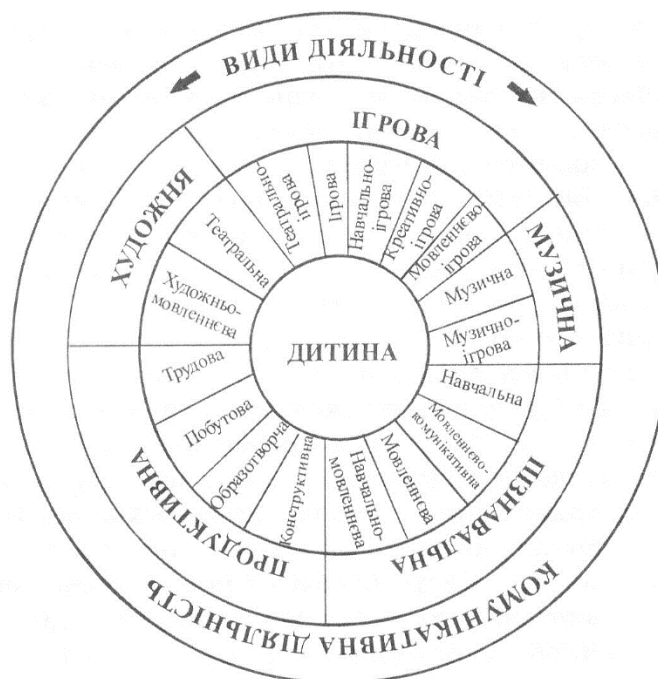 ВИДИ ДІЯЛЬНОСТІ
ІГРОВА
Театрально-
ігрова
Ігрова
Навчально-
ігрова
Креативно-
ігрова
Мовленнєво-
ігрова
МУЗИЧНА
Музична
Музично-
ігрова
ПІЗНАВАЛЬНА
Навчальна
Мовленнєво-
комунікативна
Мовленнєва
Навчально-
мовленнєва
ПРОДУКТИВНА
Конструктивна
Образотворча
Побутова
Трудова
ХУДОЖНЯ
Художньо-
мовленнєва
Театральна
ДИТИНА
КОМУНІКАТИВНА ДІЯЛЬНІСТЬ